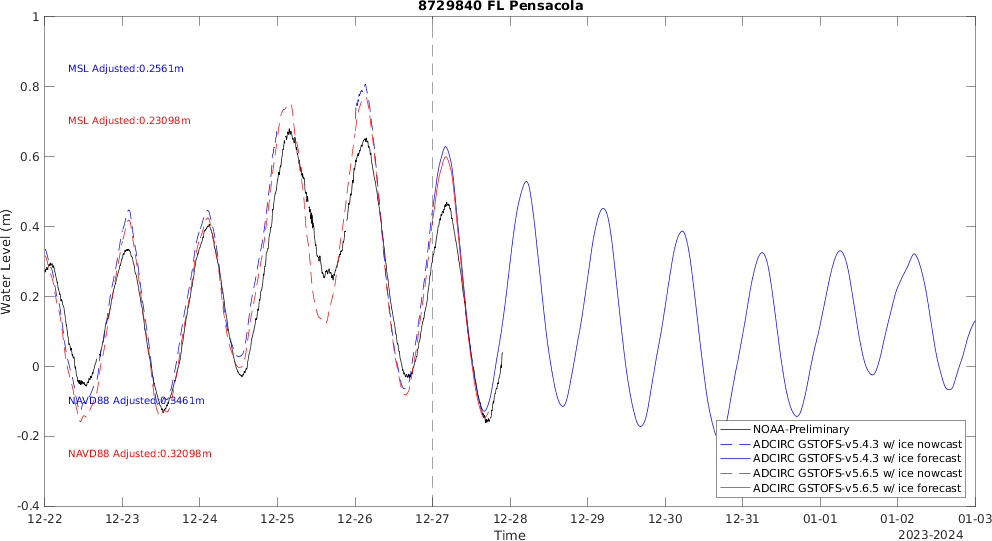 8729840 FL Pensacola
1
0.8
0.6
0.4
0.2
0
-0.2
-0.4
Water Level (m)
MSL Adjusted:0.2561m
MSL Adjusted:0.23098m
NAVD88 Adjusted:0.3461m
NAVD88 Adjusted:0.32098m
NOAA-Preliminary
ADCIRC GSTOFS-v5.4.3 w/ ice nowcast
ADCIRC GSTOFS-v5.4.3 w/ ice forecast
ADCIRC GSTOFS-v5.6.5 w/ ice nowcast
ADCIRC GSTOFS-v5.6.5 w/ ice forecast
12-22 12-23 12-24 12-25 12-26 12-27 12-28 12-29 12-30 12-31 01-01 01-02 01-03
Time
2023-2024